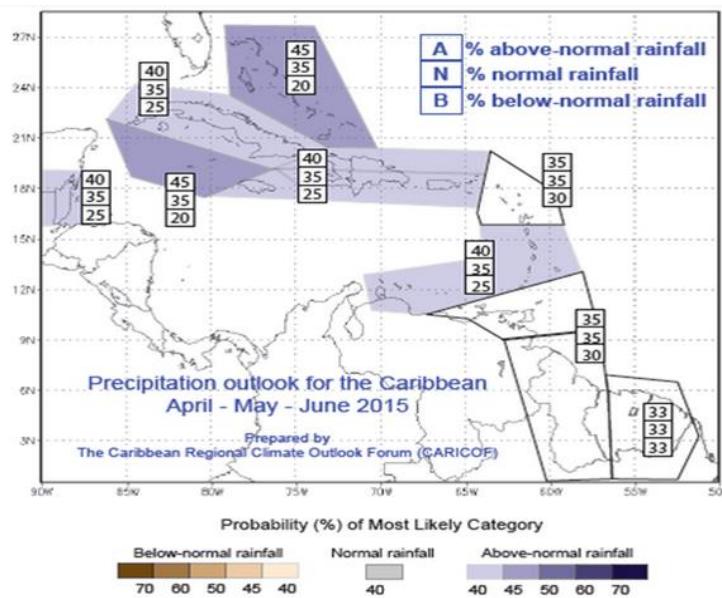 27N
24N
21N
18N
15N
12N
9N
6N
3N
90W
85W
80W
75W
70W
65W
60W
55W
50
A % above-normal rainfall
N % normal rainfall
B % below-normal rainfall
45
35
20
40
35
25
40
35
25
45
35
20
40
35
25
35
35
30
40
35
25
35
35
30
33
33
33
Precipitation outlook for the Caribbean
April - May - June 2015
Prepared by
The Caribbean Regional Climate Outlook Forum (CARICOF)
Probability (%) of Most Likely Category
Below-normal rainfall
70 60 50 45 40
Normal rainfall
40
Above-normal rainfall
40 45 50 60 70